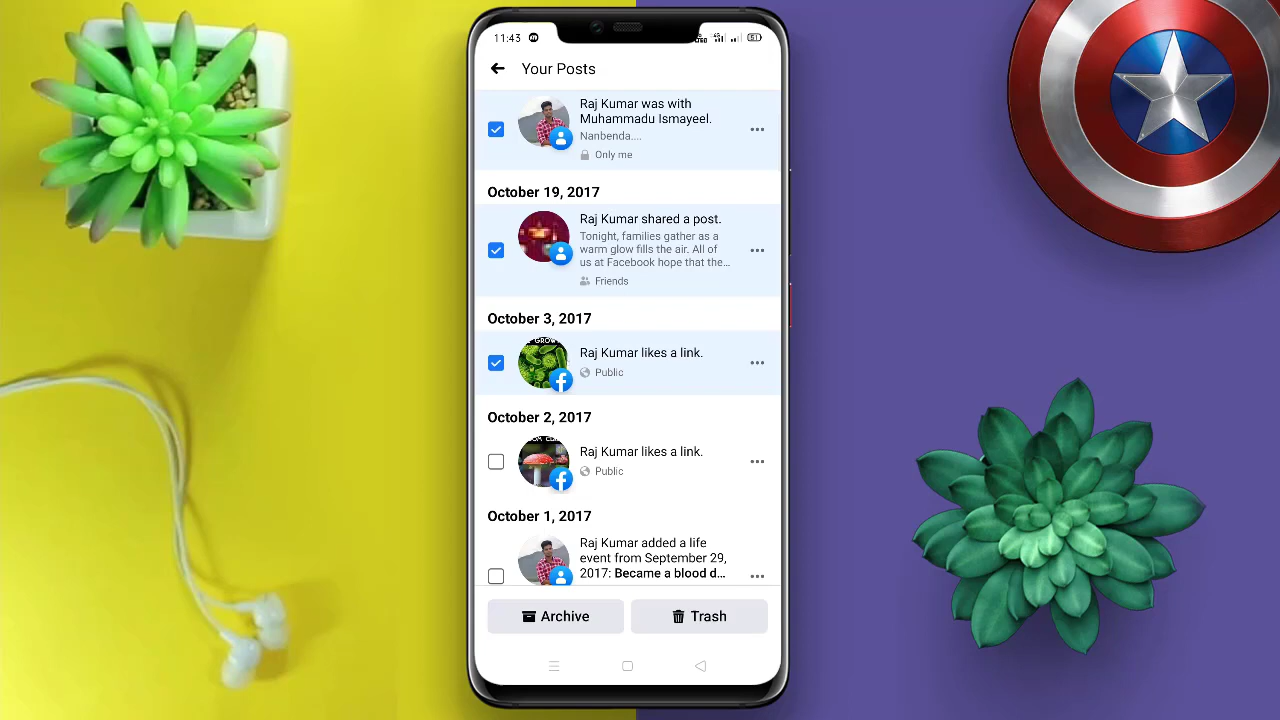 11:43
Your Posts
Raj Kumar was with
Muhammadu Ismayeel.
Nanbenda....
Only me
October 19, 2017
Raj Kumar shared a post.
Tonight, families gather as a
warm glow fills the air. All of
us at Facebook hope that the...
Friends
October 3, 2017
Raj Kumar likes a link.
Public
October 2, 2017
Raj Kumar likes a link.
Public
October 1, 2017
Raj Kumar added a life
event from September 29,
2017: Became a blood d...
Archive
Trash